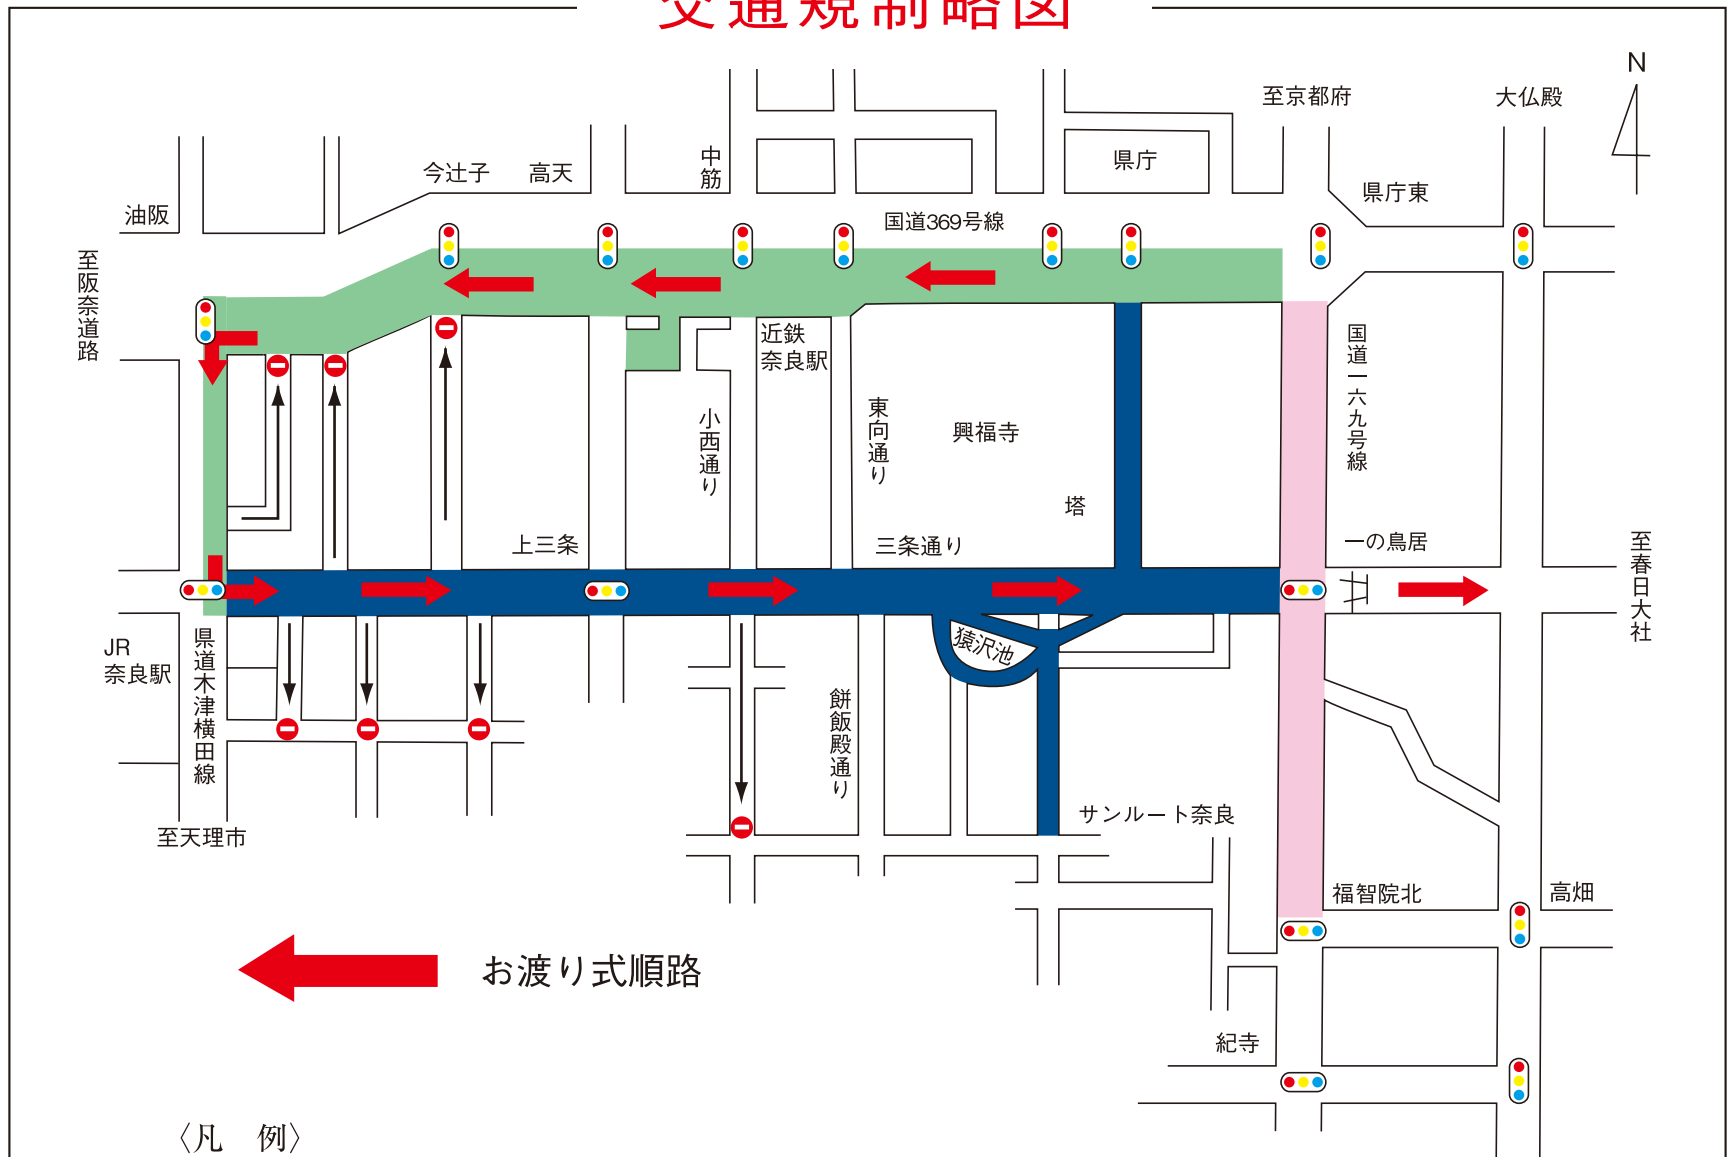 交通規制略図
N
至京都府
大仏殿
中筋
県庁
今辻子
高天
県庁東
油阪
国道369号線
至阪奈道路
近鉄
奈良駅
国道一六九号線
小西通り
東向通り
興福寺
塔
上三条
三条通り
一の鳥居
至春日大社
JR
奈良駅
県道木津横田線
猿沢池
餅飯殿通り
サンルート奈良
至天理市
福智院北
高畑
お渡り式順路
紀寺
〈凡　例〉